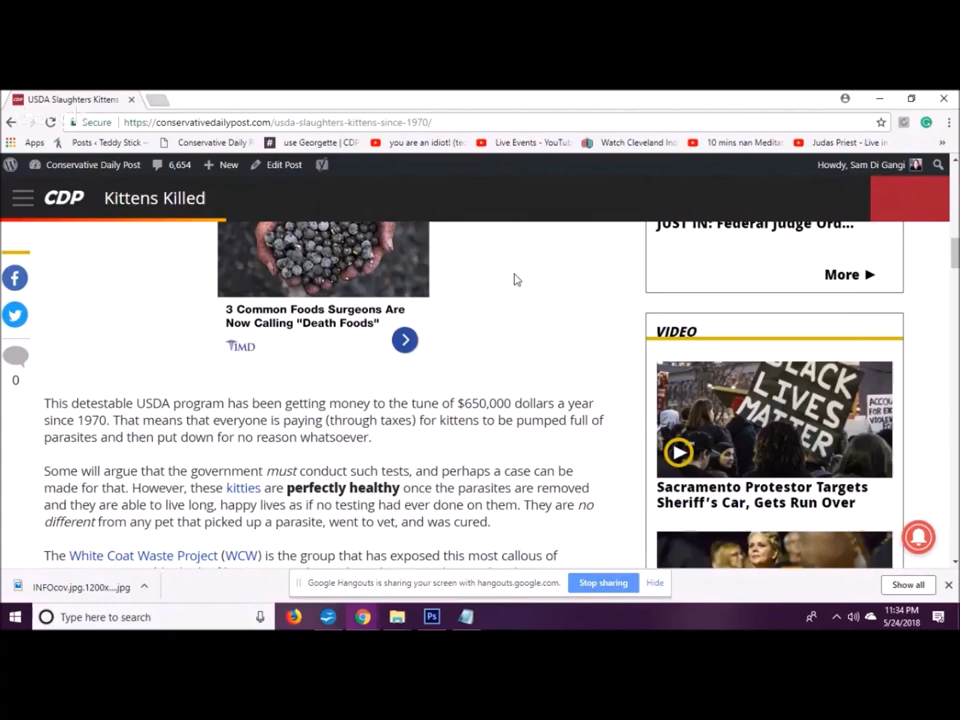 CDP USDA Slaughters Kittens
Secure https://conservativedailypost.com/usda-slaughters-kittens-since-1970/
Apps Posts ‹ Teddy Stick - Conservative Daily P # use Georgette | CDP you are an idiot! (tec Live Events - YouTub Watch Cleveland Ind 10 mins nan Meditat Judas Priest - Live in »
Conservative Daily Post 6,654 + New Edit Post Howdy, Sam Di Gangi
CDP Kittens Killed
JUST IN: Federal Judge Ord...
More ►
3 Common Foods Surgeons Are
Now Calling "Death Foods"
IMD
0
VIDEO
BLACK
LIVES
MATTER
Sacramento Protestor Targets
Sheriff's Car, Gets Run Over
This detestable USDA program has been getting money to the tune of $650,000 dollars a year
since 1970. That means that everyone is paying (through taxes) for kittens to be pumped full of
parasites and then put down for no reason whatsoever.
Some will argue that the government must conduct such tests, and perhaps a case can be
made for that. However, these kitties are perfectly healthy once the parasites are removed
and they are able to live long, happy lives as if no testing had ever done on them. They are no
different from any pet that picked up a parasite, went to vet, and was cured.
The White Coat Waste Project (WCW) is the group that has exposed this most callous of
INFOcov.jpg.1200x....jpg
Google Hangouts is sharing your screen with hangouts.google.com.
Stop sharing
Hide
Show all
Type here to search
Ps
11:34 PM
5/24/2018